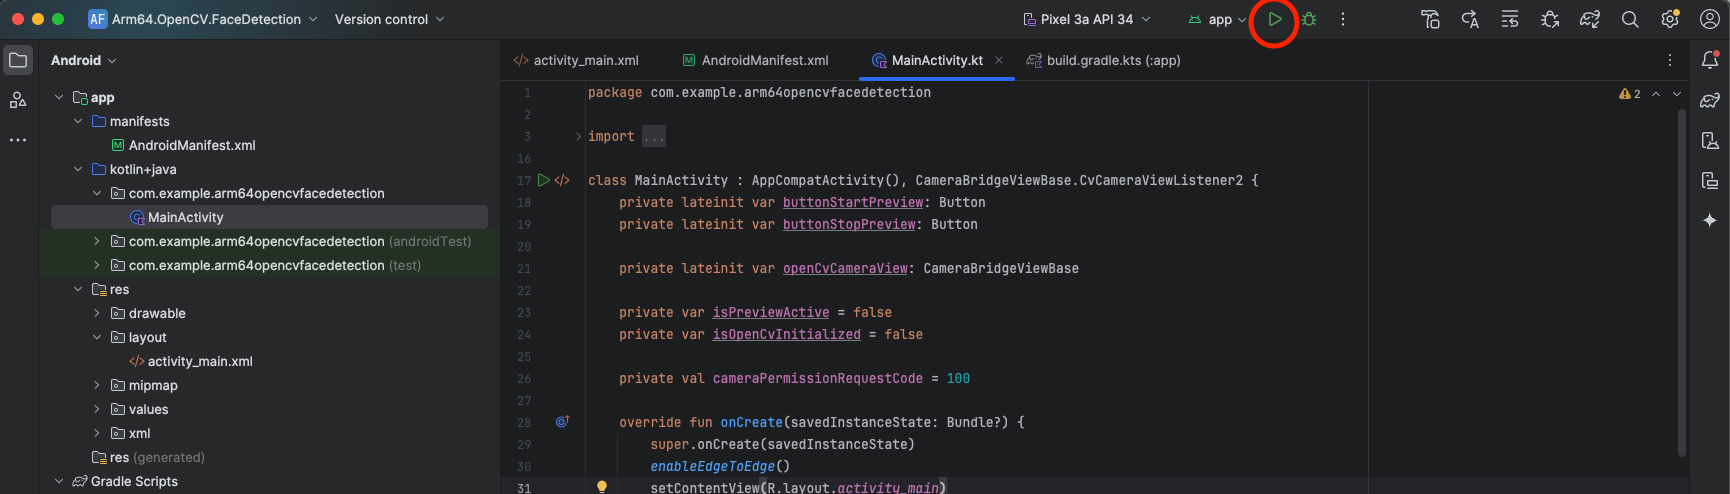 AF Arm64.OpenCV.FaceDetection Version control Pixel 3a API 34 app
Android
app
manifests
AndroidManifest.xml
kotlin+java
com.example.arm64opencvfacedetection
MainActivity
com.example.arm64opencvfacedetection (androidTest)
com.example.arm64opencvfacedetection (test)
res
drawable
layout
activity_main.xml
mipmap
values
xml
res (generated)
Gradle Scripts
activity_main.xml AndroidManifest.xml MainActivity.kt build.gradle.kts (:app)
2
1 package com.example.arm64opencvfacedetection
2
3 import ...
16
17 class MainActivity : AppCompatActivity(), CameraBridgeViewBase.CvCameraViewListener2 {
18 private lateinit var buttonStartPreview: Button
19 private lateinit var buttonStopPreview: Button
20
21 private lateinit var openCvCameraView: CameraBridgeViewBase
22
23 private var isPreviewActive = false
24 private var isOpenCvInitialized = false
25
26 private val cameraPermissionRequestCode = 100
27
28 override fun onCreate(savedInstanceState: Bundle?) {
29 super.onCreate(savedInstanceState)
30 enableEdgeToEdge()
31 setContentView(R.layout.activity_main)